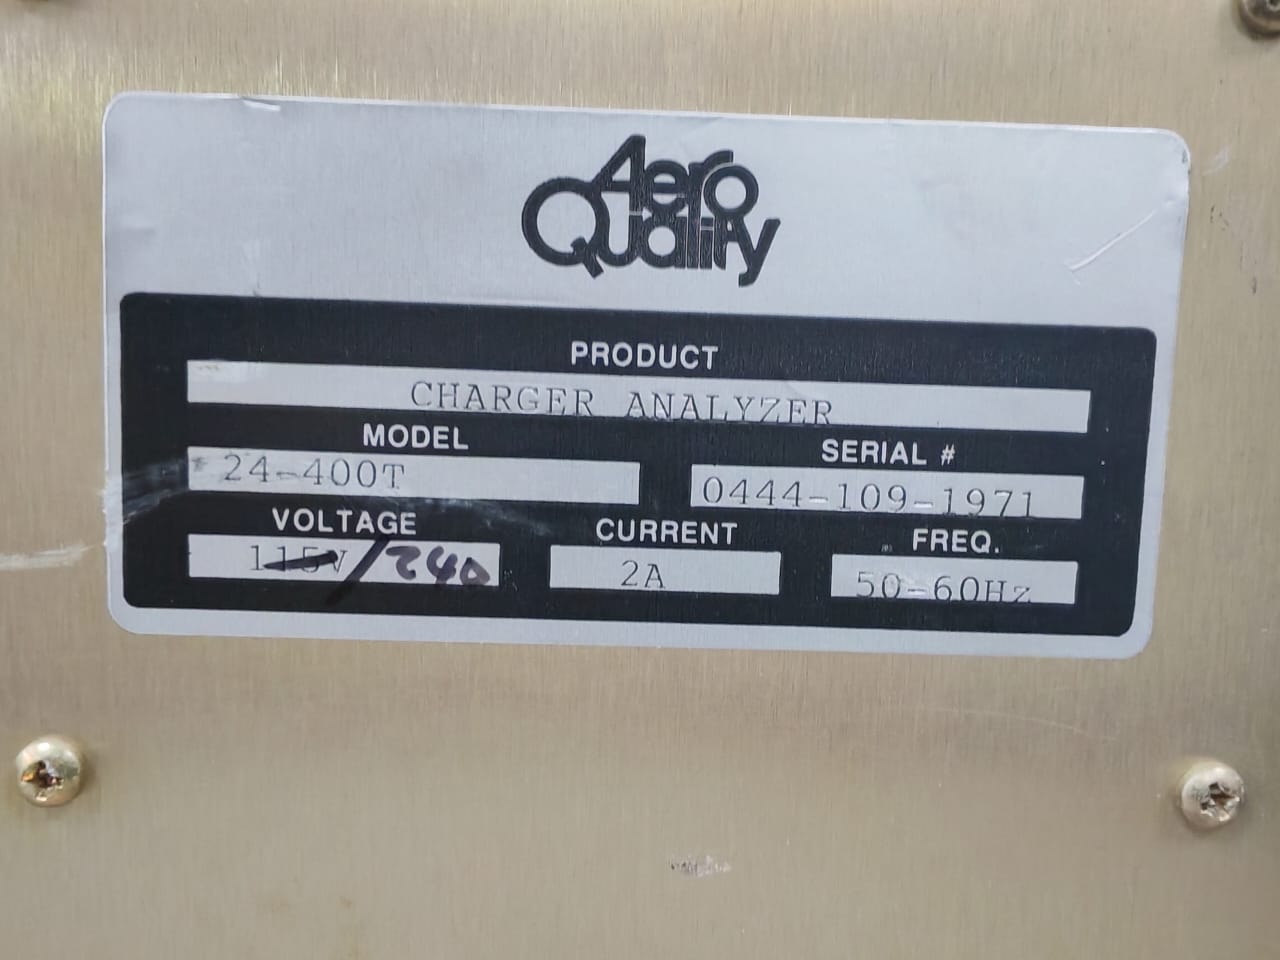 Aero
Quality
PRODUCT
CHARGER ANALYZER
MODEL SERIAL #
24-400T 0444-109-1971
VOLTAGE CURRENT FREQ.
115V/240 2A 50-60Hz